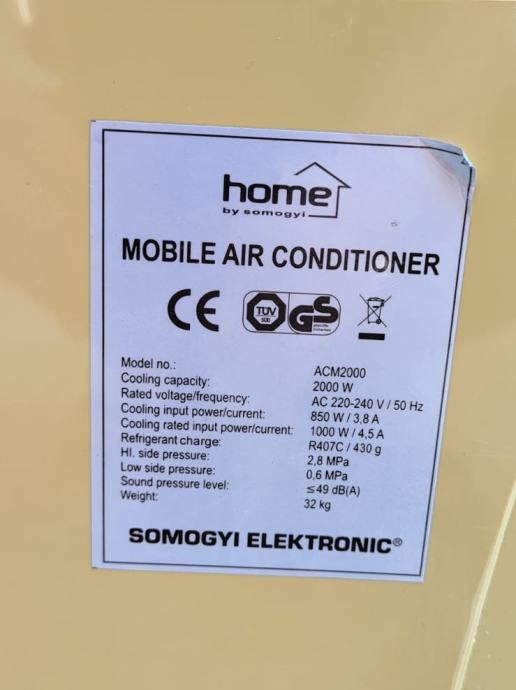 home
by somogyi
MOBILE AIR CONDITIONER
CE TÜV SÜD GS geprüfte Sicherheit
Model no.: ACM2000
Cooling capacity: 2000 W
Rated voltage/frequency: AC 220-240 V / 50 Hz
Cooling input power/current: 850 W / 3,8 A
Cooling rated input power/current: 1000 W / 4,5 A
Refrigerant charge: R407C / 430 g
HI. side pressure: 2,8 MPa
Low side pressure: 0,6 MPa
Sound pressure level: ≤49 dB(A)
Weight: 32 kg
SOMOGYI ELEKTRONIC®